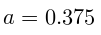 a = 0.375